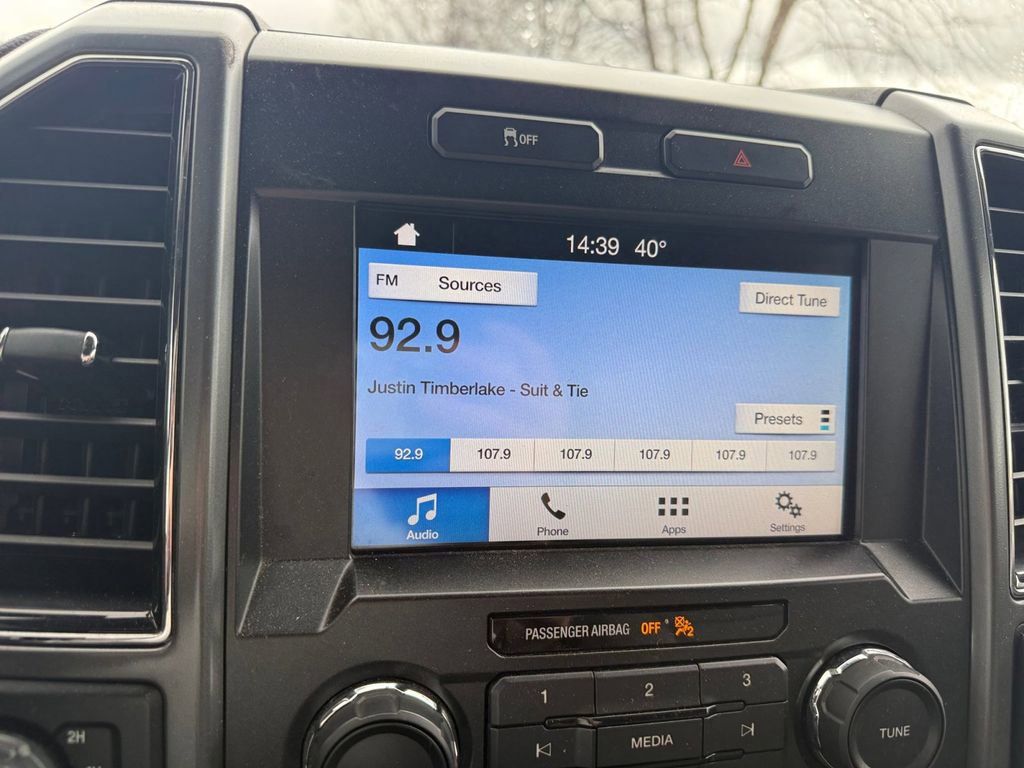 OFF
14:39 40°
FM Sources
Direct Tune
92.9
Justin Timberlake - Suit & Tie
Presets
92.9 107.9 107.9 107.9 107.9 107.9
Audio Phone Apps Settings
PASSENGER AIRBAG OFF 2
1 2 3
MEDIA
TUNE
2H